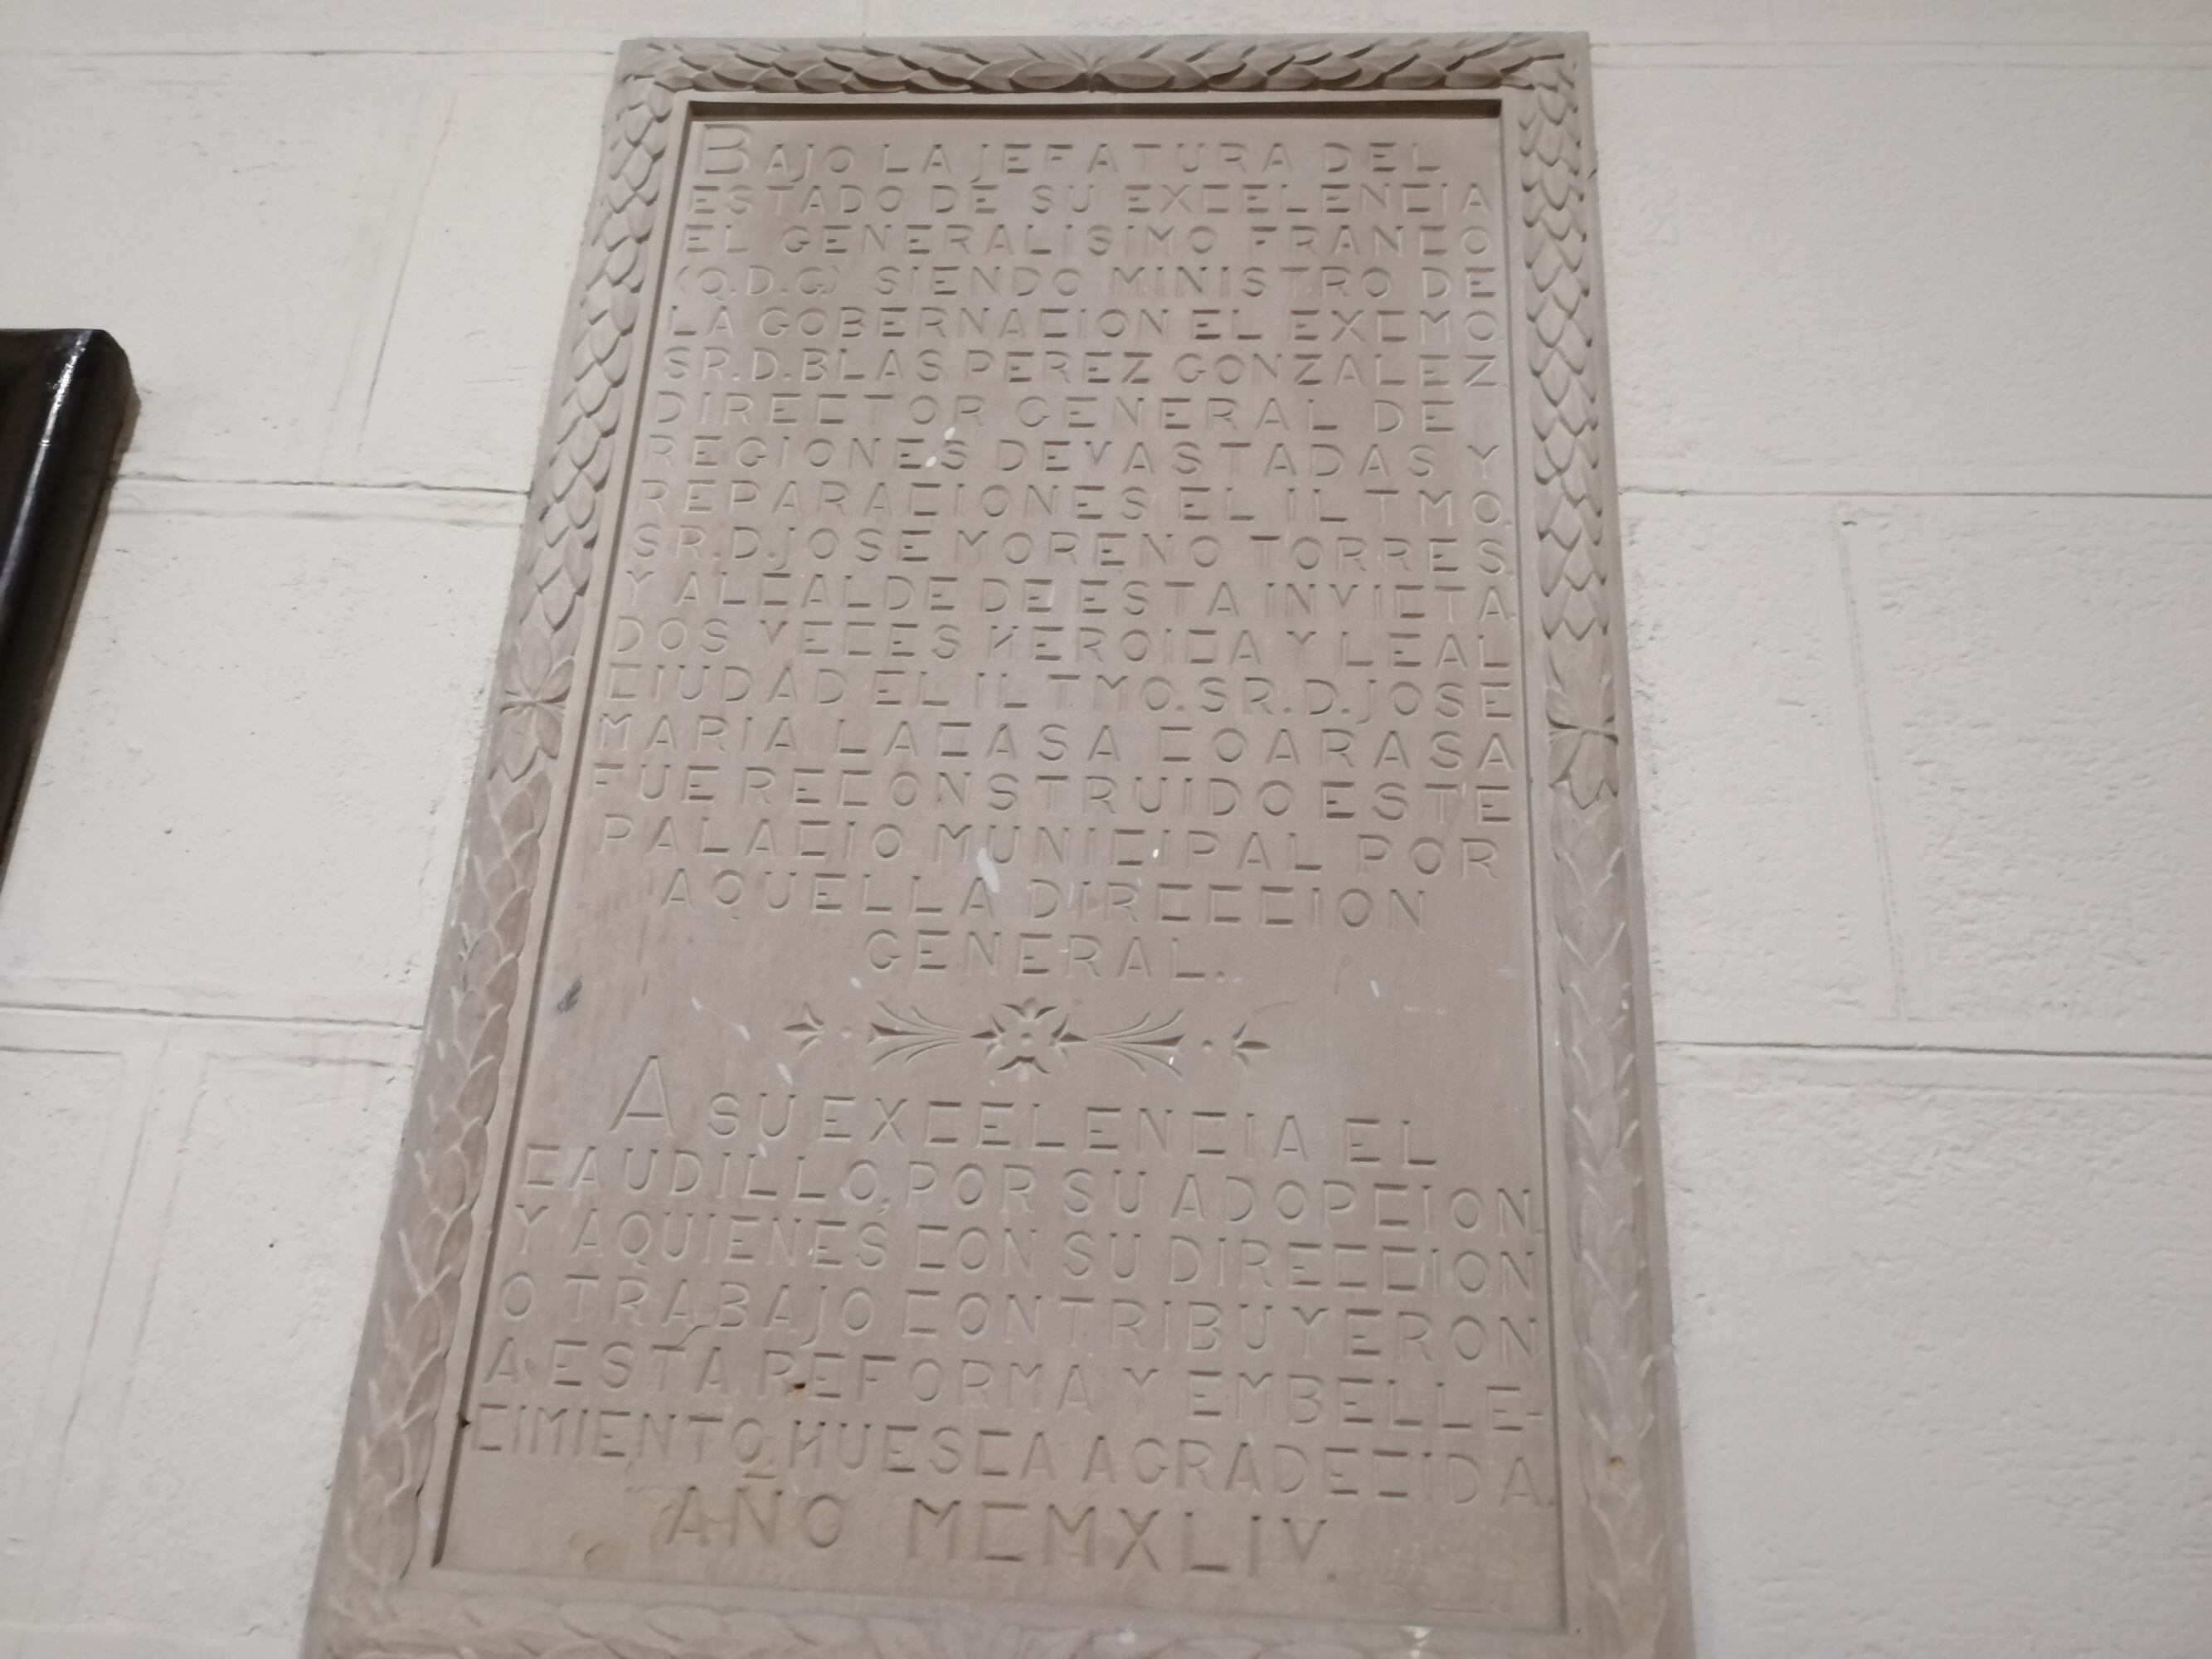 BAJO LA JEFATURA DEL
ESTADO DE SU EXCELENCIA
EL GENERALISIMO FRANCO
(Q.D.G.) SIENDO MINISTRO DE
LA GOBERNACION EL EXCMO.
SR. D. BLAS PEREZ GONZALEZ.
DIRECTOR GENERAL DE
REGIONES DEVASTADAS Y
REPARACIONES EL ILTMO.
SR. D. JOSE MORENO TORRES.
Y ALCALDE DE ESTA INVICTA.
DOS VECES HEROICA Y LEAL
CIUDAD EL ILTMO. SR. D. JOSE
MARIA LACASA COARASA
FUE RECONSTRUIDO ESTE
PALACIO MUNICIPAL POR
AQUELLA DIRECCION
GENERAL.
A SU EXCELENCIA EL
CAUDILLO, POR SU ADOPCION,
Y A QUIENES CON SU DIRECCION
O TRABAJO CONTRIBUYERON
A ESTA REFORMA Y EMBELLE-
CIMIENTO, HUESCA AGRADECIDA.
AÑO MCMXLIV.